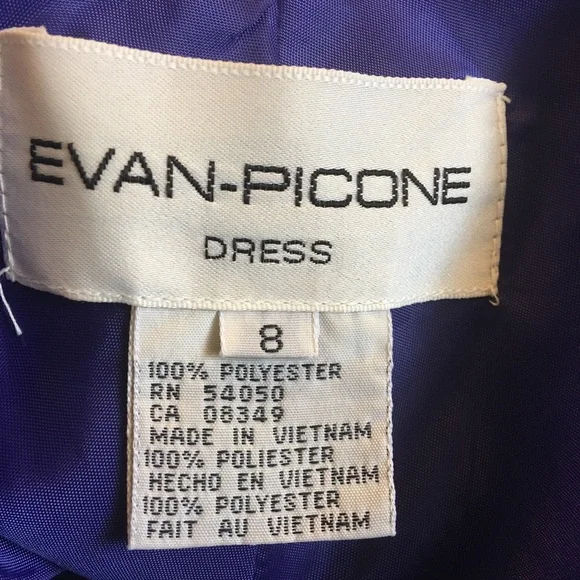 EVAN-PICONE
DRESS
8
100% POLYESTER
RN 54050
CA 08349
MADE IN VIETNAM
100% POLIESTER
HECHO EN VIETNAM
100% POLYESTER
FAIT AU VIETNAM